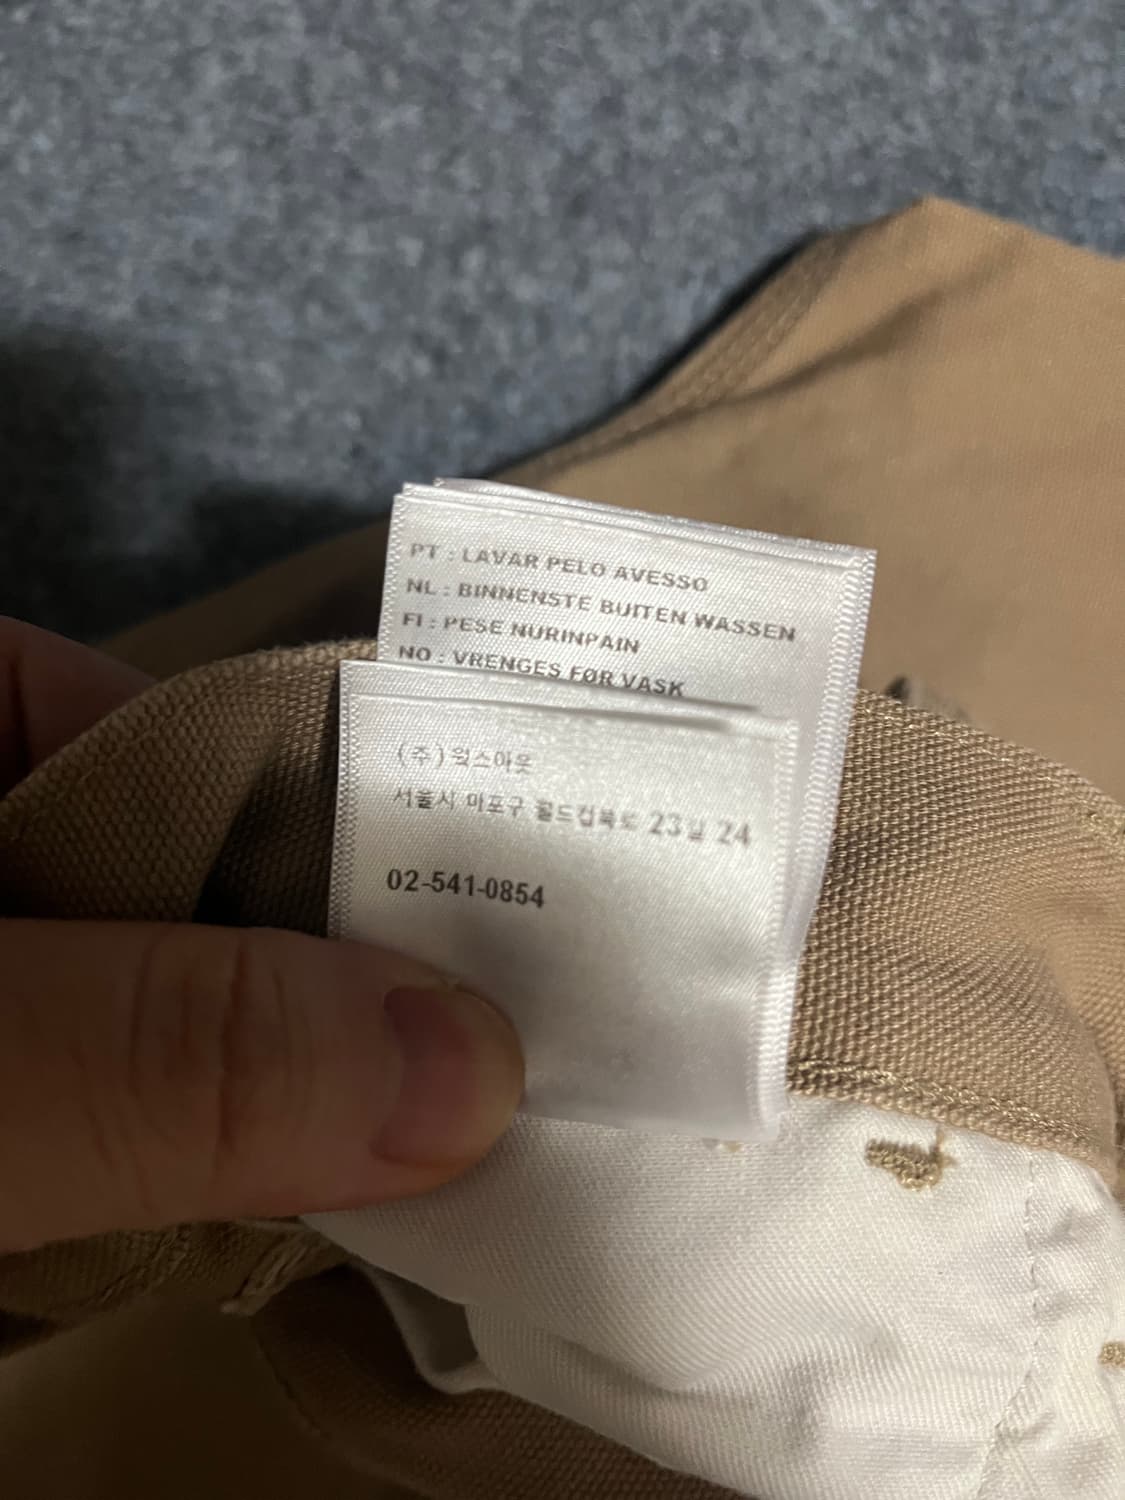 PT : LAVAR PELO AVESSO
NL : BINNENSTE BUITEN WASSEN
FI : PESE NURINPAIN
NO : VRENGES FØR VASK
(주)웍스아웃
서울시 마포구 월드컵북로 23길 24
02-541-0854